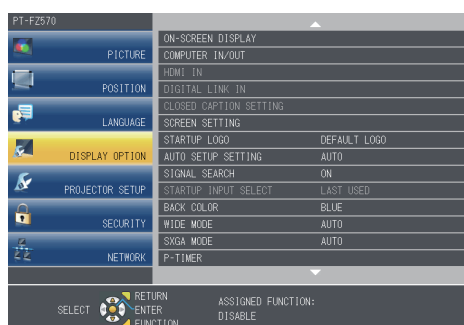 PT-FZ570
PICTURE
POSITION
LANGUAGE
DISPLAY OPTION
PROJECTOR SETUP
SECURITY
NETWORK
ON-SCREEN DISPLAY
COMPUTER IN/OUT
HDMI IN
DIGITAL LINK IN
CLOSED CAPTION SETTING
SCREEN SETTING
STARTUP LOGO DEFAULT LOGO
AUTO SETUP SETTING AUTO
SIGNAL SEARCH ON
STARTUP INPUT SELECT LAST USED
BACK COLOR BLUE
WIDE MODE AUTO
SXGA MODE AUTO
P-TIMER
SELECT
RETURN
ENTER
FUNCTION
ASSIGNED FUNCTION:
DISABLE